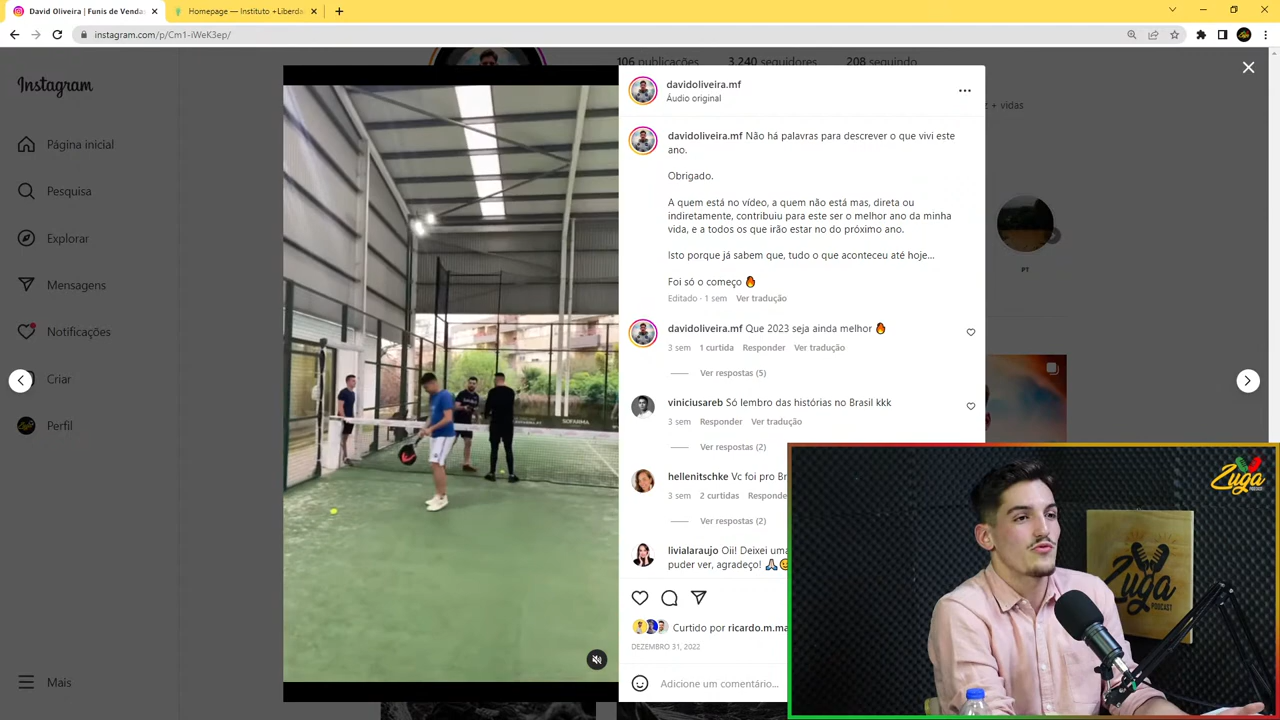 David Oliveira | Funis de Venda
Homepage — Instituto +Liberd
instagram.com/p/Cm1-iWeK3ep/
Instagram
Página inicial
Pesquisa
Explorar
Mensagens
Notificações
Criar
Perfil
Mais
106 publicações 3.240 seguidores 208 seguindo
z + vidas
PT
SOFARMA
davidoliveira.mf
Áudio original
davidoliveira.mf Não há palavras para descrever o que vivi este
ano.
Obrigado.
A quem está no vídeo, a quem não está mas, direta ou
indiretamente, contribuiu para este ser o melhor ano da minha
vida, e a todos os que irão estar no do próximo ano.
Isto porque já sabem que, tudo o que aconteceu até hoje...
Foi só o começo 🔥
Editado · 1 sem Ver tradução
davidoliveira.mf Que 2023 seja ainda melhor 🔥
3 sem 1 curtida Responder Ver tradução
Ver respostas (5)
viniciusareb Só lembro das histórias no Brasil kkk
3 sem Responder Ver tradução
Ver respostas (2)
hellenitschke Vc foi pro Br
3 sem 2 curtidas Responde
Ver respostas (2)
livialaraujo Oii! Deixei uma
puder ver, agradeço! 🙏🏻😊
Curtido por ricardo.m.ma
DEZEMBRO 31, 2022
Adicione um comentário...
Zuga
PODCAST
Zuga
PODCAST